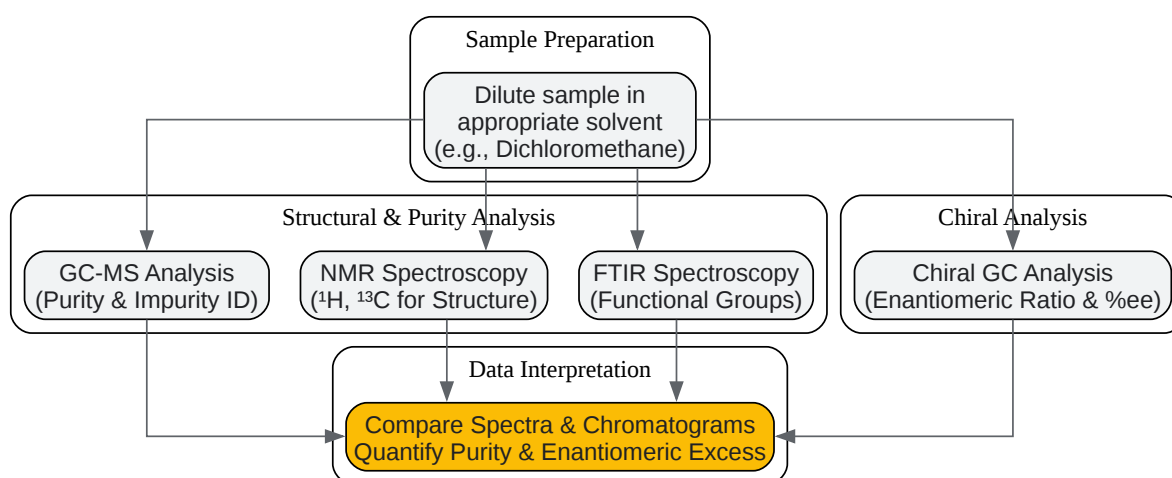 Sample Preparation
Dilute sample in
appropriate solvent
(e.g., Dichloromethane)
Structural & Purity Analysis
GC-MS Analysis
(Purity & Impurity ID)
NMR Spectroscopy
(¹H, ¹³C for Structure)
FTIR Spectroscopy
(Functional Groups)
Chiral Analysis
Chiral GC Analysis
(Enantiomeric Ratio & %ee)
Data Interpretation
Compare Spectra & Chromatograms
Quantify Purity & Enantiomeric Excess